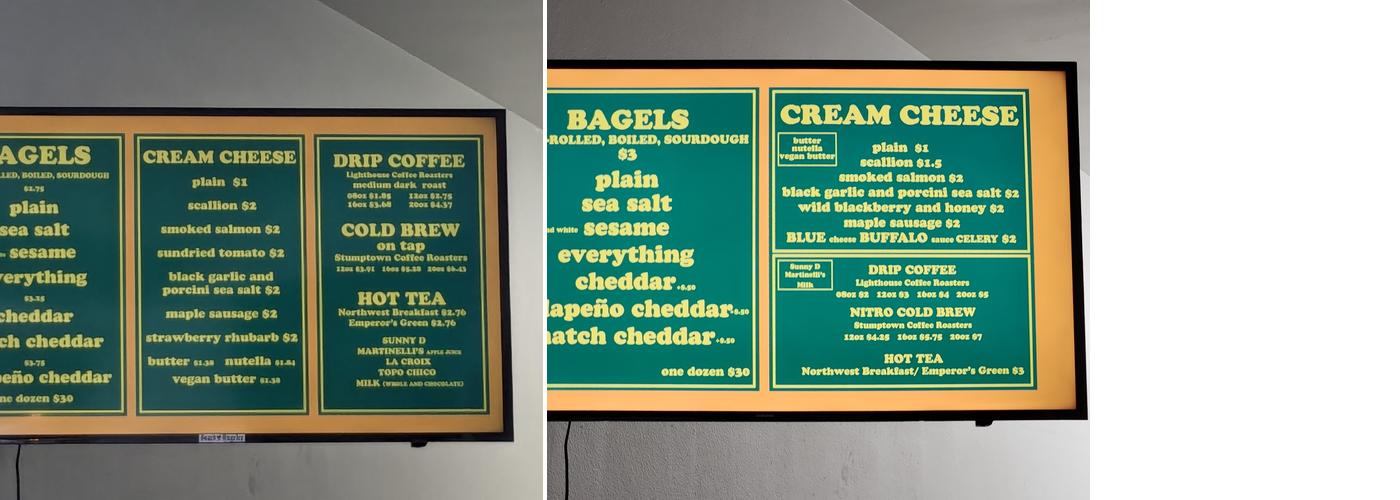 AGELS
LLED, BOILED, SOURDOUGH
$2.75
plain
sea salt
sesame
verything
$3.25
cheddar
ch cheddar
$3.75
peño cheddar
ne dozen $30
CREAM CHEESE
plain $1
scallion $2
smoked salmon $2
sundried tomato $2
black garlic and
porcini sea salt $2
maple sausage $2
strawberry rhubarb $2
butter $1.38 nutella $1.84
vegan butter $1.38
DRIP COFFEE
Lighthouse Coffee Roasters
medium dark roast
08oz $1.85 12oz $2.75
16oz $3.68 20oz $4.37
COLD BREW
on tap
Stumptown Coffee Roasters
12oz $3.91 16oz $5.28 20oz $6.43
HOT TEA
Northwest Breakfast $2.76
Emperor's Green $2.76
SUNNY D
MARTINELLI'S APPLE JUICE
LA CROIX
TOPO CHICO
MILK (WHOLE AND CHOCOLATE)
BAGELS
-ROLLED, BOILED, SOURDOUGH
$3
plain
sea salt
nd white sesame
everything
cheddar +$.50
lapeño cheddar +$.50
hatch cheddar +$.50
one dozen $30
CREAM CHEESE
butter
nutella
vegan butter
plain $1
scallion $1.5
smoked salmon $2
black garlic and porcini sea salt $2
wild blackberry and honey $2
maple sausage $2
BLUE cheese BUFFALO sauce CELERY $2
Sunny D
Martinelli's
Milk
DRIP COFFEE
Lighthouse Coffee Roasters
08oz $2 12oz $3 16oz $4 20oz $5
NITRO COLD BREW
Stumptown Coffee Roasters
12oz $4.25 16oz $5.75 20oz $7
HOT TEA
Northwest Breakfast/ Emperor's Green $3